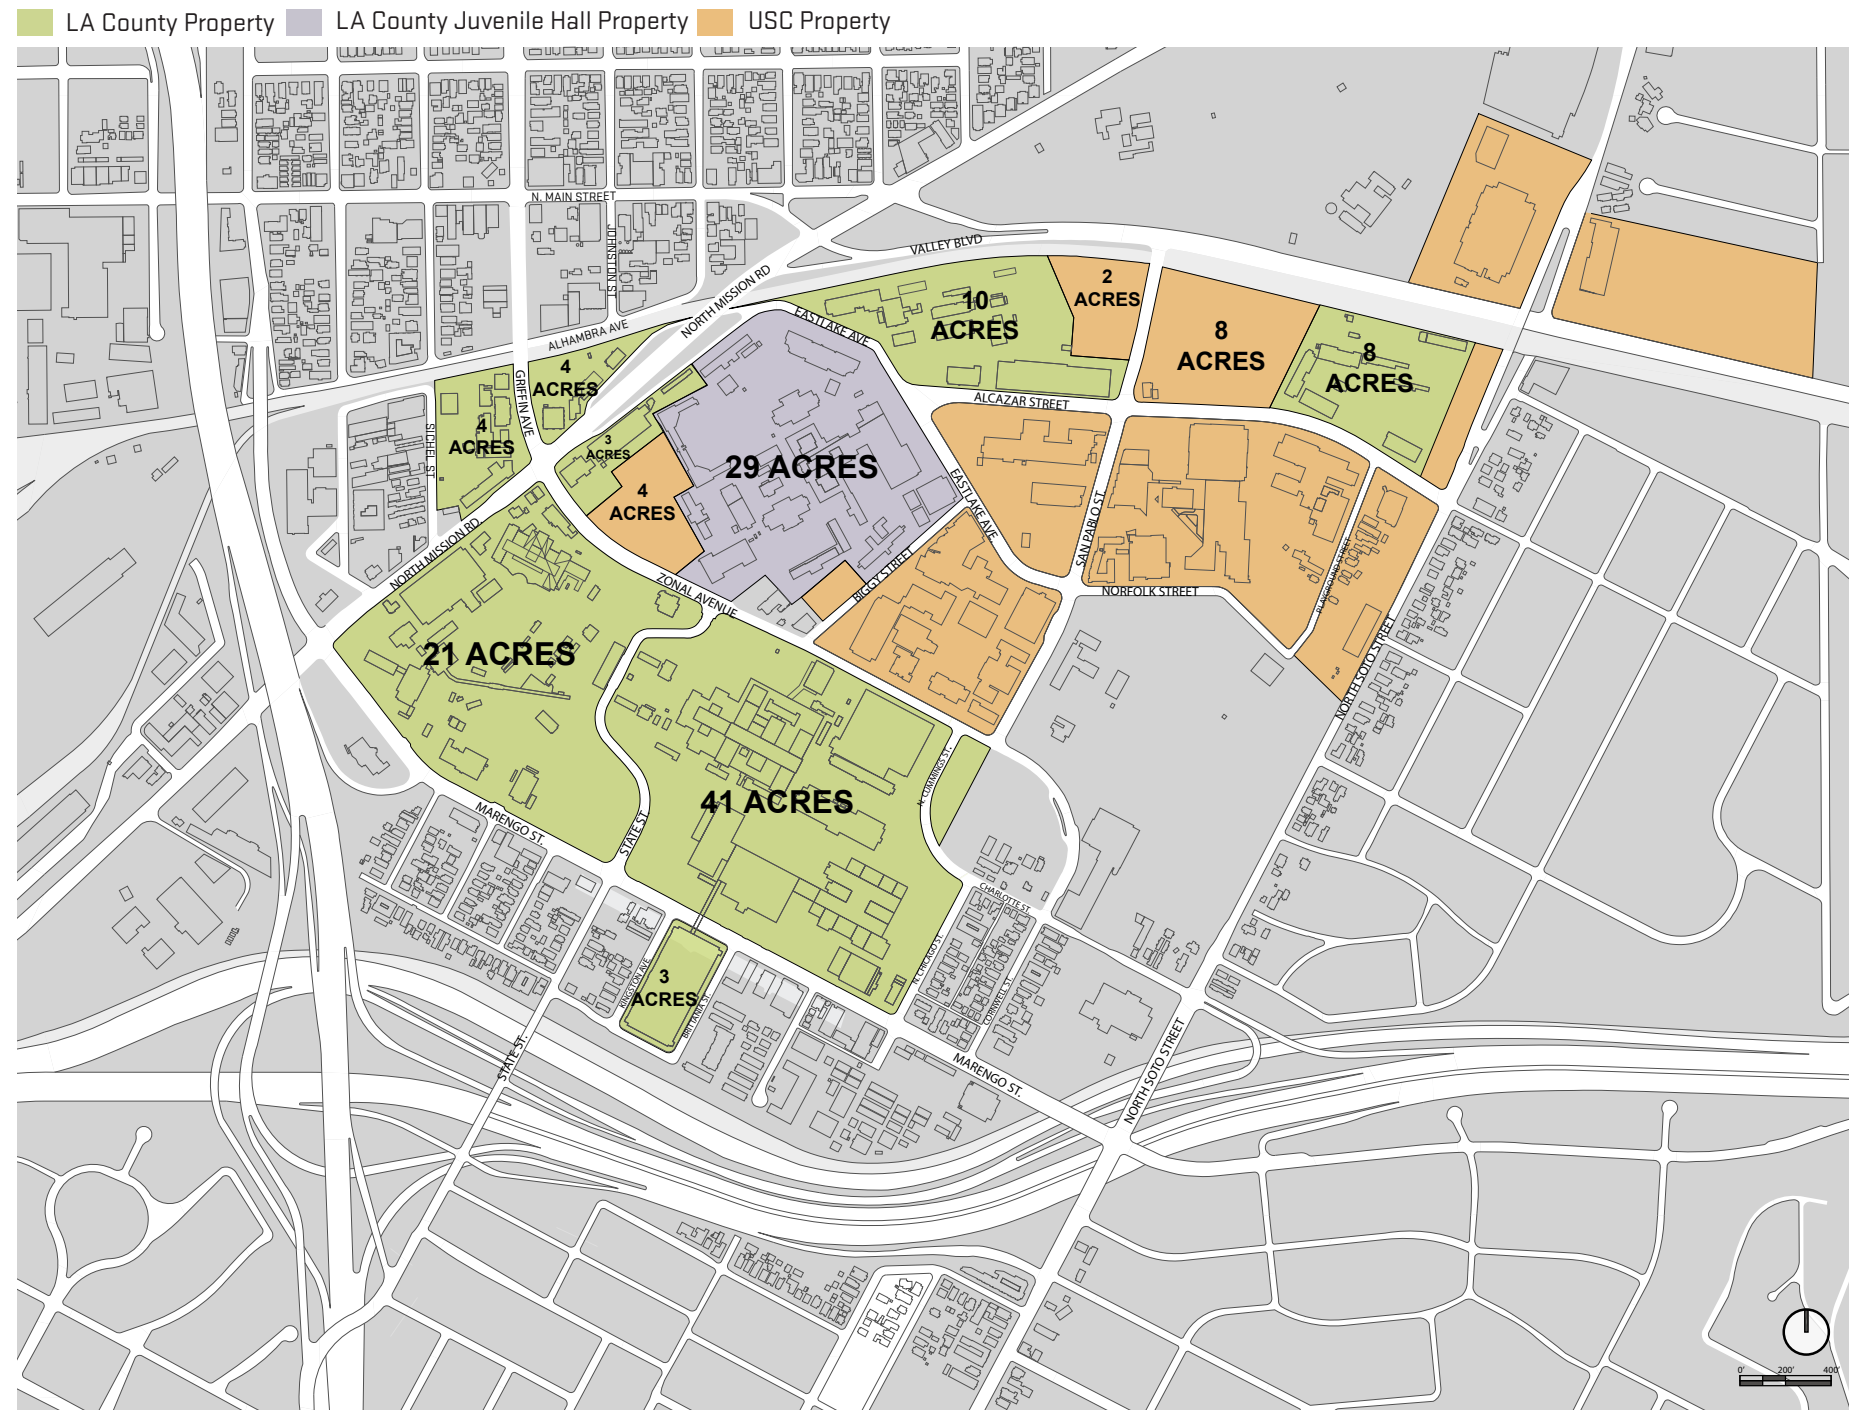 LA County Property
LA County Juvenile Hall Property
USC Property
N. MAIN STREET
JOHNSTON ST
VALLEY BLVD
NORTH MISSION RD
ALHAMBRA AVE
EASTLAKE AVE
10
ACRES
2
ACRES
8
ACRES
8
ACRES
4
ACRES
GRIFFIN AVE
4
ACRES
SICHEL ST
3
ACRES
4
ACRES
29 ACRES
ALCAZAR STREET
EASTLAKE AVE
SAN PABLO ST.
NORTH MISSION RD
ZONAL AVENUE
BIGGY STREET
NORFOLK STREET
PLAYGROUND STREET
NORTH SOTO STREET
21 ACRES
41 ACRES
N. CUMMINGS ST.
MARENGO ST.
STATE ST.
CHARLOTTE ST.
N. CHICAGO ST.
CORNWELL ST.
KINGSTON AVE.
3
ACRES
BRITTANIA ST.
STATE ST.
MARENGO ST.
NORTH SOTO STREET
0' 200' 400'